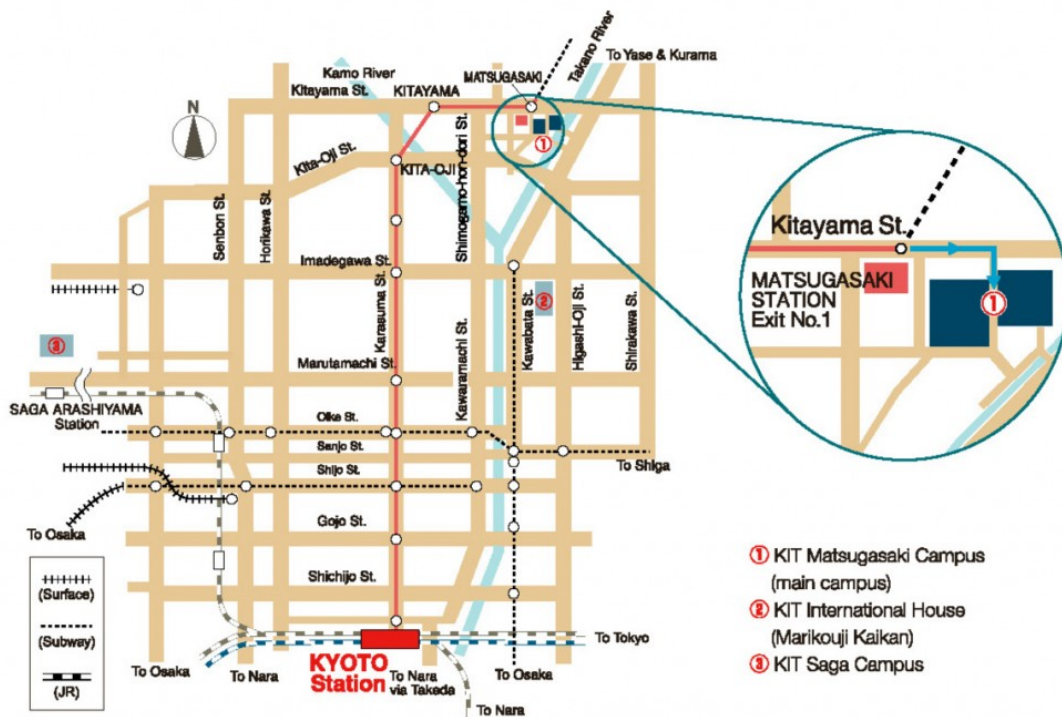 To Yase & Kurama
Takano River
Kamo River
MATSUGASAKI
Kitayama St.
KITAYAMA
N
①
Kita-Oji St.
KITA-OJI
Shimogamo-hon-dori St.
Senbon St.
Horikawa St.
Kitayama St.
MATSUGASAKI
STATION
Exit No.1
①
Imadegawa St.
Karasuma St.
Kawaramachi St.
②
Kawabata St.
Higashi-Oji St.
Shirakawa St.
③
Marutamachi St.
SAGA ARASHIYAMA
Station
Oike St.
Sanjo St.
Shijo St.
To Shiga
To Osaka
Gojo St.
Shichijo St.
(Surface)
(Subway)
(JR)
KYOTO
Station
To Tokyo
To Osaka
To Nara
To Nara
via Takeda
To Osaka
To Nara
① KIT Matsugasaki Campus
(main campus)
② KIT International House
(Marikouji Kaikan)
③ KIT Saga Campus